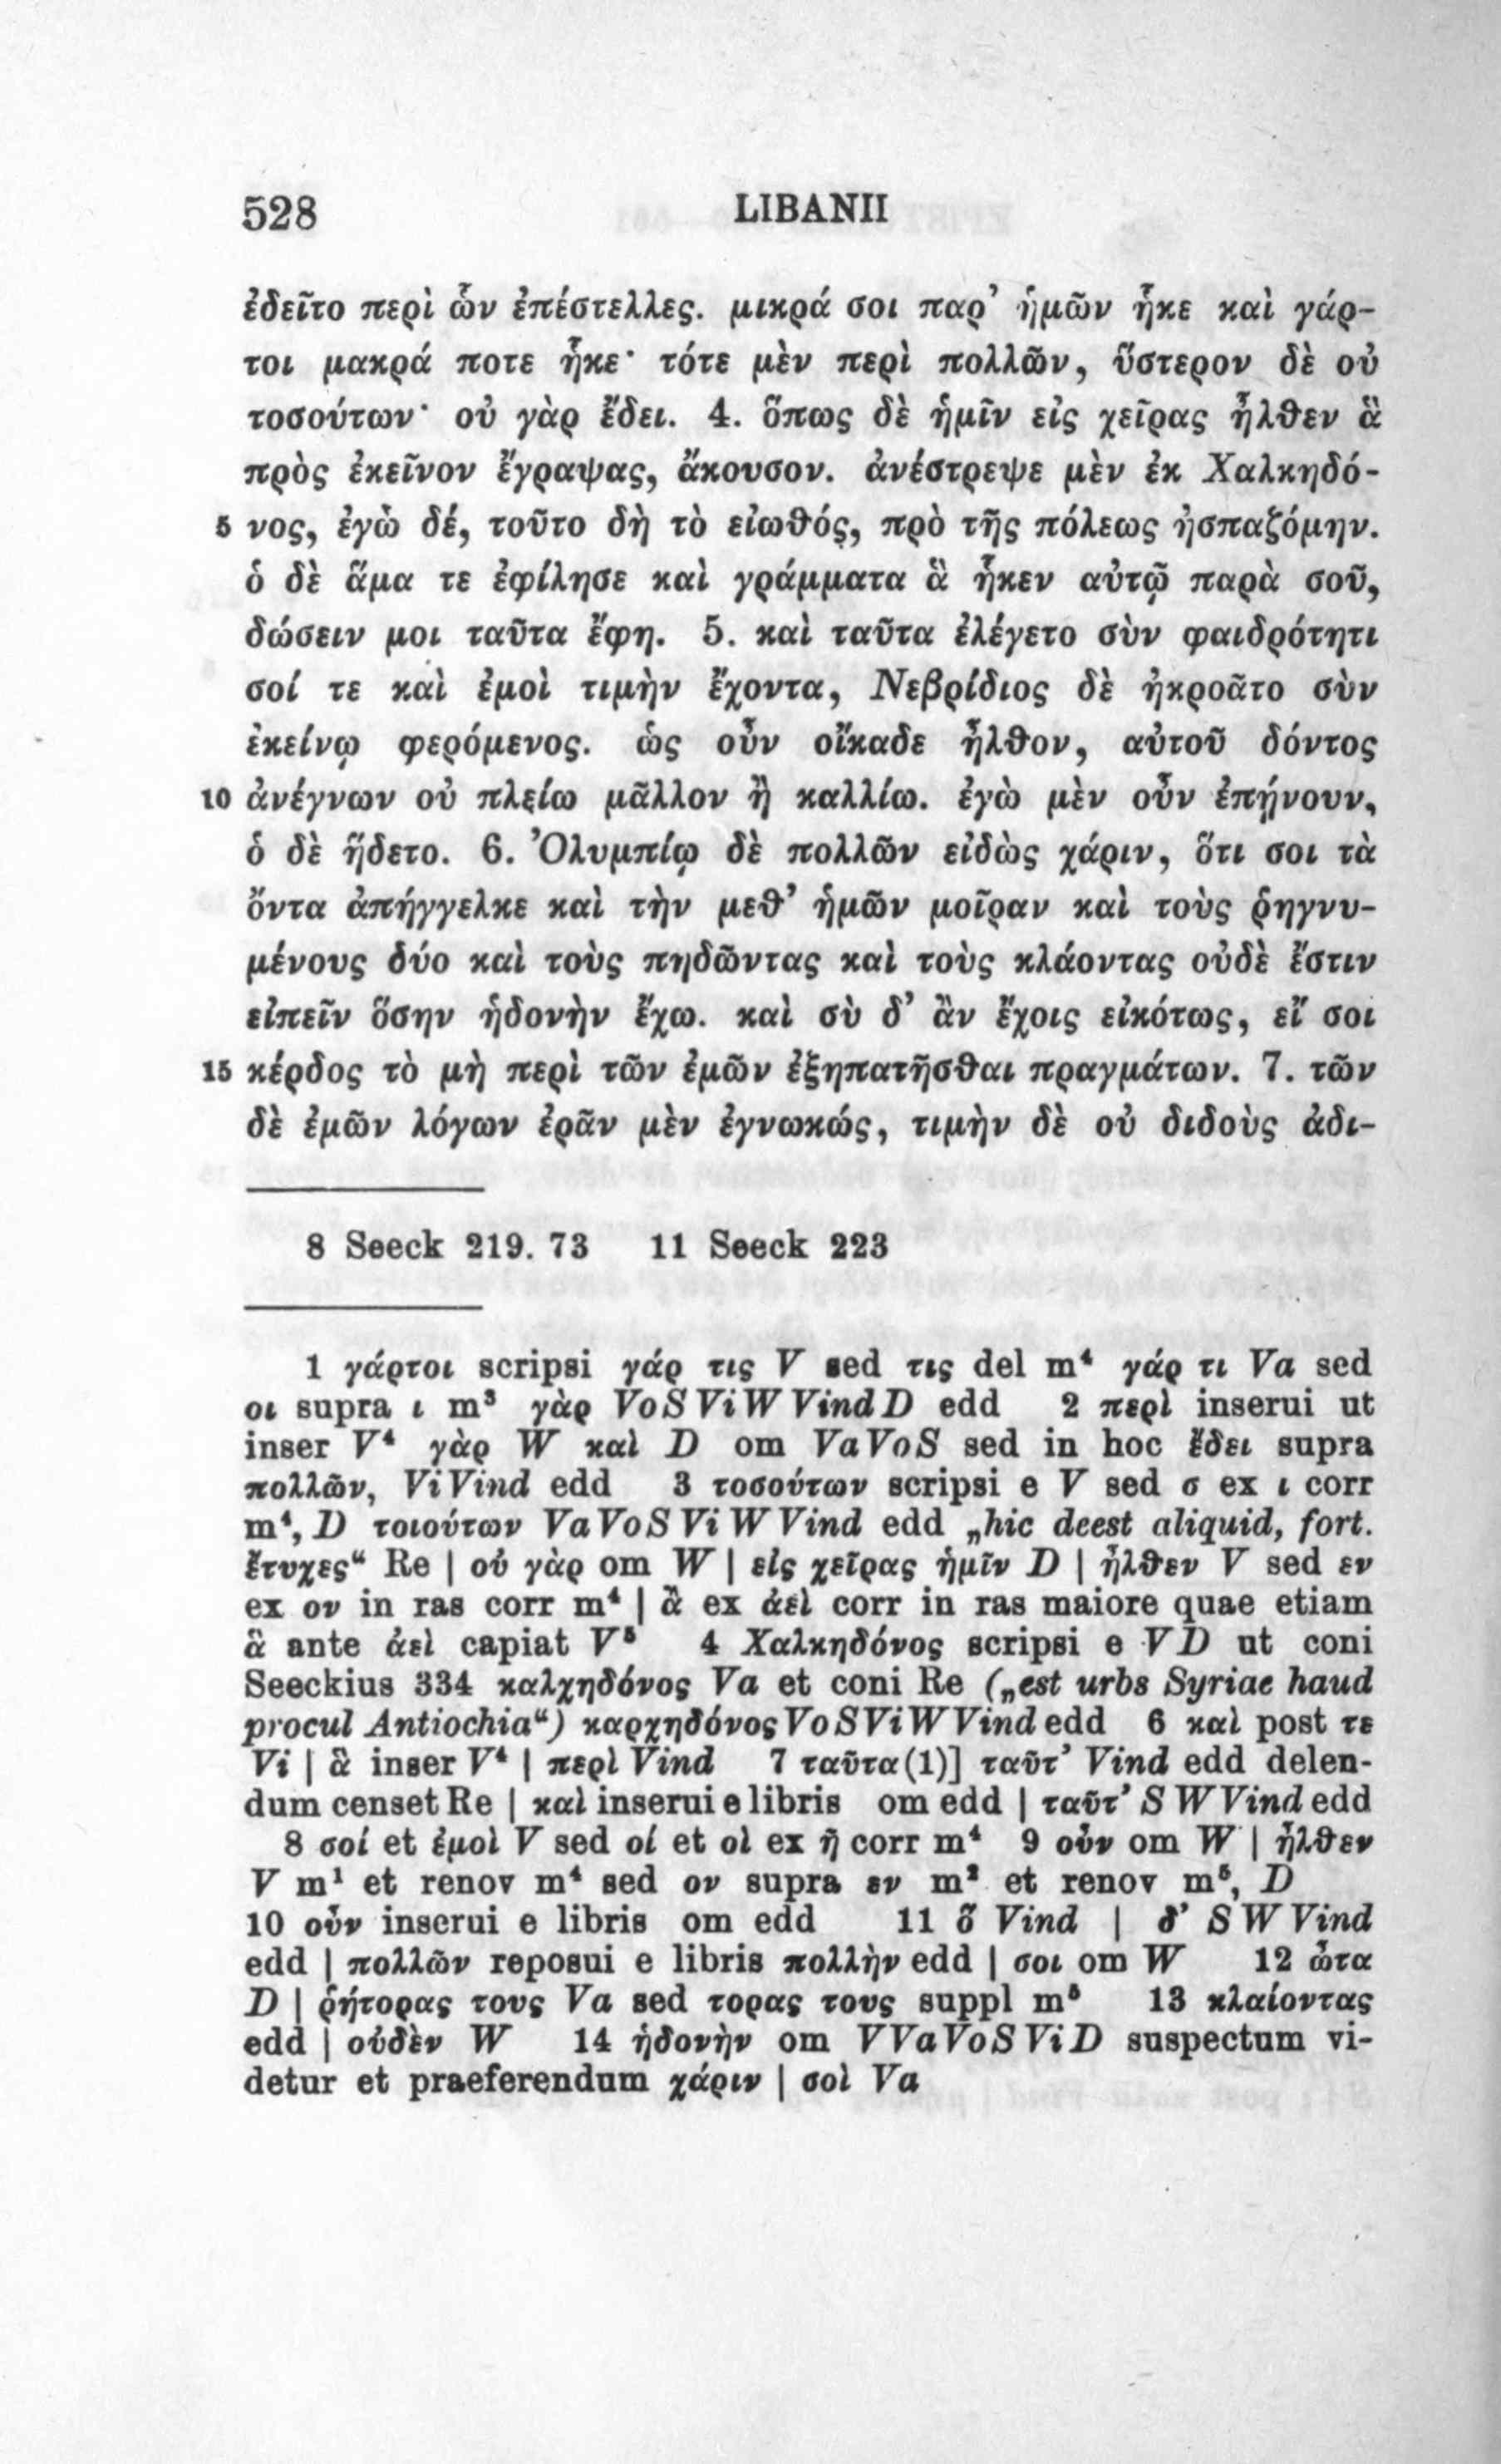 528 LIBANII
ἐδεῖτο περὶ ὧν ἐπέστελλες. μικρά σοι παρ’ ἡμῶν ἧκε καὶ γάρ-
τοι μακρά ποτε ἧκε· τότε μὲν περὶ πολλῶν, ὕστερον δὲ οὐ
τοσούτων· οὐ γὰρ ἔδει. 4. ὅπως δὲ ἡμῖν εἰς χεῖρας ἦλθεν ἃ
πρὸς ἐκεῖνον ἔγραψας, ἄκουσον. ἀνέστρεψε μὲν ἐκ Χαλκηδό-
5 νος, ἐγὼ δέ, τοῦτο δὴ τὸ εἰωθός, πρὸ τῆς πόλεως ἠσπαζόμην.
ὁ δὲ ἅμα τε ἐφίλησε καὶ γράμματα ἃ ἧκεν αὐτῷ παρὰ σοῦ,
δώσειν μοι ταῦτα ἔφη. 5. καὶ ταῦτα ἐλέγετο σὺν φαιδρότητι
σοί τε καὶ ἐμοὶ τιμὴν ἔχοντα, Νεβρίδιος δὲ ἠκροᾶτο σὺν
ἐκείνῳ φερόμενος. ὡς οὖν οἴκαδε ἦλθον, αὐτοῦ δόντος
10 ἀνέγνων οὐ πλείω μᾶλλον ἢ καλλίω. ἐγὼ μὲν οὖν ἐπῄνουν,
ὁ δὲ ἥδετο. 6. Ὀλυμπίῳ δὲ πολλῶν εἰδὼς χάριν, ὅτι σοι τὰ
ὄντα ἀπήγγελκε καὶ τὴν μεθ’ ἡμῶν μοῖραν καὶ τοὺς ῥηγνυ-
μένους δύο καὶ τοὺς πηδῶντας καὶ τοὺς κλάοντας οὐδὲ ἔστιν
εἰπεῖν ὅσην ἡδονὴν ἔχω. καὶ σὺ δ’ ἂν ἔχοις εἰκότως, εἴ σοι
15 κέρδος τὸ μὴ περὶ τῶν ἐμῶν ἐξηπατῆσθαι πραγμάτων. 7. τῶν
δὲ ἐμῶν λόγων ἐρᾶν μὲν ἐγνωκώς, τιμὴν δὲ οὐ διδοὺς ἀδι-
8 Seeck 219. 73 11 Seeck 223
1 γάρτοι scripsi γάρ τις V sed τις del m⁴ γάρ τι Va sed
οι supra ι m³ γὰρ VoS ViW Vind D edd 2 περὶ inserui ut
inser V⁴ γὰρ W καὶ D om VaVoS sed in hoc ἔδει supra
πολλῶν, ViVind edd 3 τοσούτων scripsi e V sed σ ex ι corr
m⁴, D τοιούτων VaVoS Vi W Vind edd „hic deest aliquid, fort.
ἔτυχες“ Re | οὐ γὰρ om W | εἰς χεῖρας ἡμῖν D | ἦλθεν V sed εν
ex ον in ras corr m⁴ | ἃ ex ἀεὶ corr in ras maiore quae etiam
ἃ ante ἀεὶ capiat V⁵ 4 Χαλκηδόνος scripsi e VD ut coni
Seeckius 334 καλχηδόνος Va et coni Re („est urbs Syriae haud
procul Antiochia“) καρχηδόνος VoSViWVind edd 6 καὶ post τε
Vi | ἃ inser V⁴ | περὶ Vind 7 ταῦτα(1)] ταῦτ’ Vind edd delen-
dum censet Re | καὶ inserui e libris om edd | ταῦτ’ S W Vind edd
8 σοί et ἐμοὶ V sed οί et οὶ ex ῆ corr m⁴ 9 οὖν om W | ἦλθεν
V m¹ et renov m⁴ sed ον supra εν m² et renov m⁵, D
10 οὖν inserui e libris om edd 11 ὅ Vind | δ’ S W Vind
edd | πολλῶν reposui e libris πολλὴν edd | σοι om W 12 ὦτα
D | ῥήτορας τους Va sed τορας τους suppl m⁵ 13 κλαίοντας
edd | οὐδὲν W 14 ἡδονὴν om VVaVoS ViD suspectum vi-
detur et praeferendum χάριν | σοὶ Va